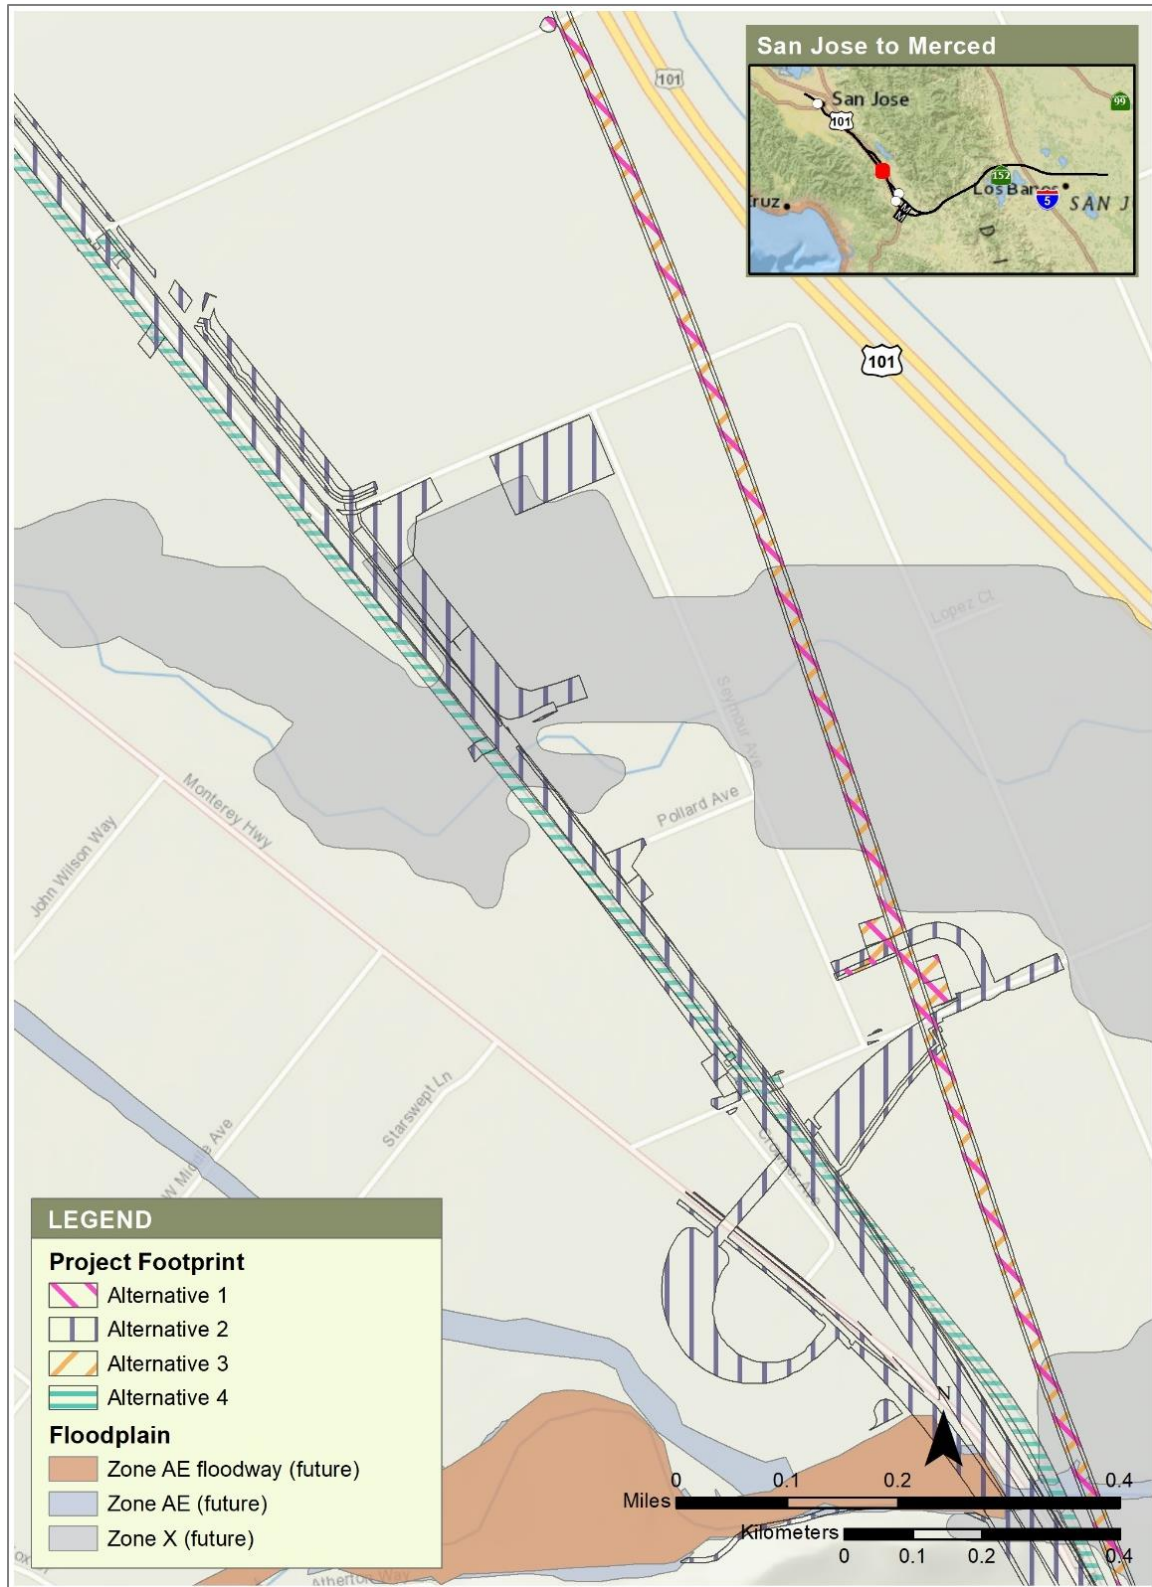 San Jose to Merced
San Jose
101
99
152
Los Banos
5
SAN J
ruz
D
I
101
101
Lopez Ct
Seymour Ave
Pollard Ave
Monterey Hwy
John Wilson Way
Starswept Ln
W Middle Ave
LEGEND
Project Footprint
Alternative 1
Alternative 2
Alternative 3
Alternative 4
Floodplain
Zone AE floodway (future)
Zone AE (future)
Zone X (future)
N
0 0.1 0.2 0.4
Miles
Kilometers
0 0.1 0.2 0.4
Atherton Way